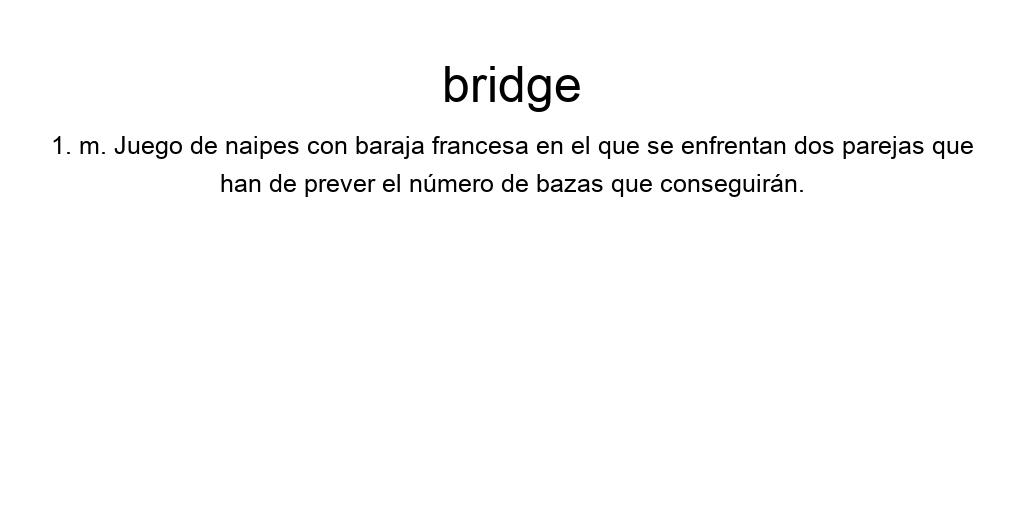 bridge
1. m. Juego de naipes con baraja francesa en el que se enfrentan dos parejas que
han de prever el número de bazas que conseguirán.